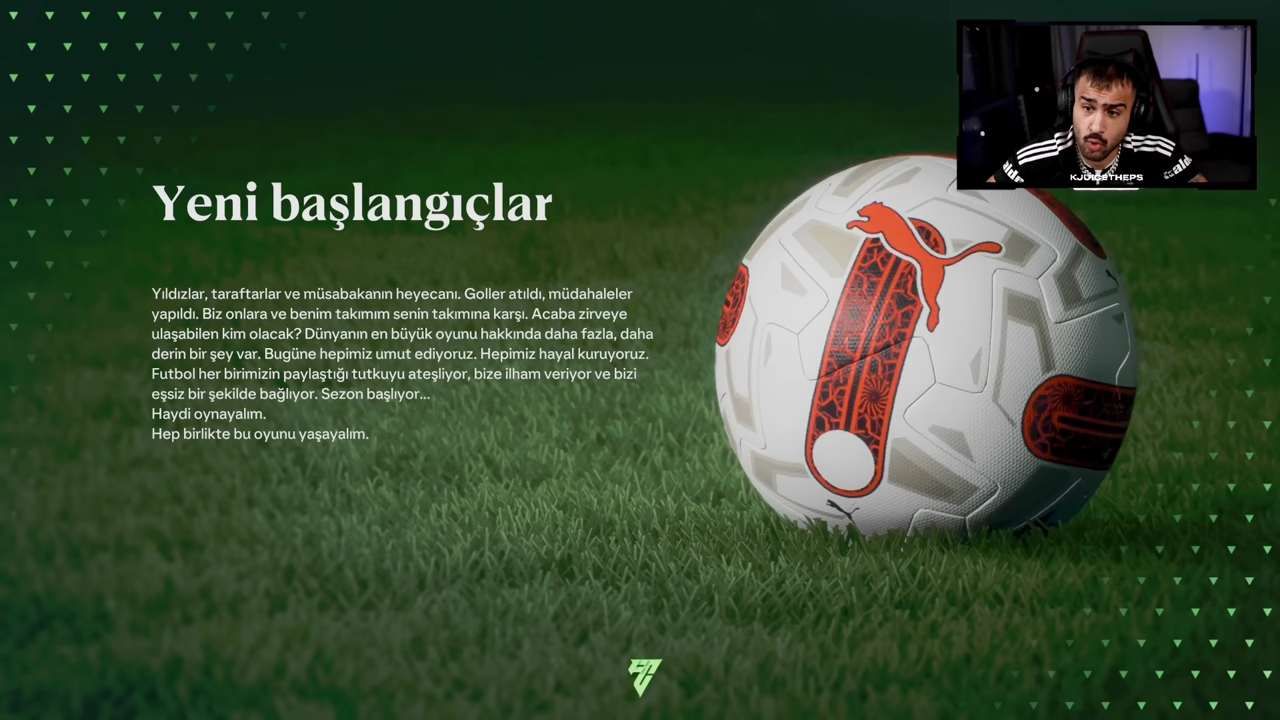 KJUICETHEPS
Yeni başlangıçlar
Yıldızlar, taraftarlar ve müsabakanın heyecanı. Goller atıldı, müdahaleler
yapıldı. Biz onlara ve benim takımım senin takımına karşı. Acaba zirveye
ulaşabilen kim olacak? Dünyanın en büyük oyunu hakkında daha fazla, daha
derin bir şey var. Bugüne hepimiz umut ediyoruz. Hepimiz hayal kuruyoruz.
Futbol her birimizin paylaştığı tutkuyu ateşliyor, bize ilham veriyor ve bizi
eşsiz bir şekilde bağlıyor. Sezon başlıyor...
Haydi oynayalım.
Hep birlikte bu oyunu yaşayalım.